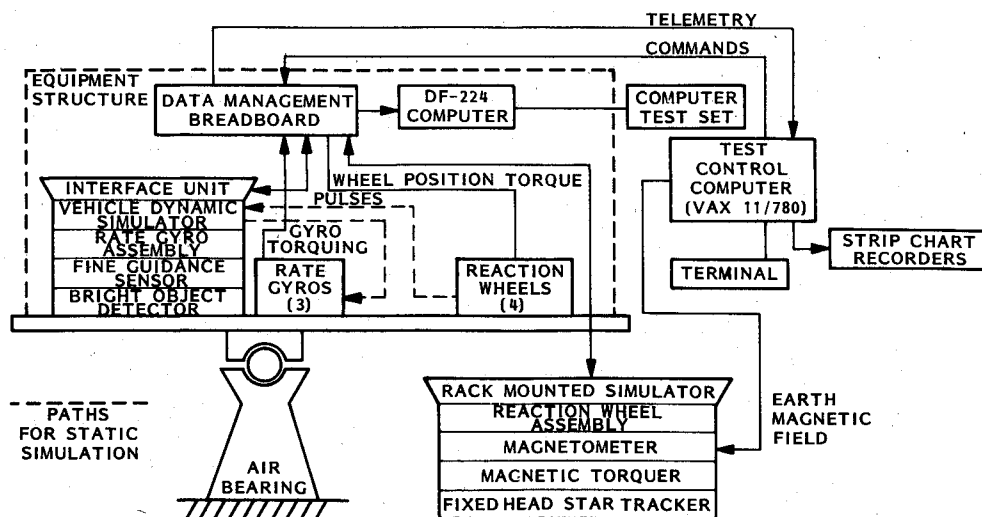 TELEMETRY
COMMANDS
EQUIPMENT
STRUCTURE
DATA MANAGEMENT
BREADBOARD
DF-224
COMPUTER
COMPUTER
TEST SET
TEST
CONTROL
COMPUTER
(VAX 11/780)
INTERFACE UNIT
WHEEL POSITION TORQUE
PULSES
VEHICLE DYNAMIC
SIMULATOR
RATE GYRO
ASSEMBLY
FINE GUIDANCE
SENSOR
BRIGHT OBJECT
DETECTOR
GYRO
TORQUING
RATE
GYROS
(3)
REACTION
WHEELS (4)
TERMINAL
STRIP CHART
RECORDERS
RACK MOUNTED SIMULATOR
REACTION WHEEL
ASSEMBLY
MAGNETOMETER
MAGNETIC TORQUER
FIXED HEAD STAR TRACKER
EARTH
MAGNETIC
FIELD
PATHS
FOR STATIC
SIMULATION
AIR
BEARING